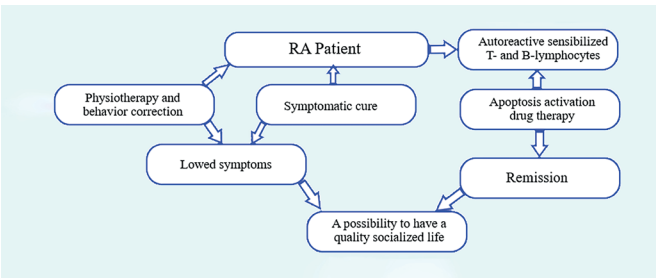 RA Patient
Autoreactive sensibilized
T- and B-lymphocytes
Physiotherapy and
behavior correction
Symptomatic cure
Apoptosis activation
drug therapy
Lowed symptoms
Remission
A possibility to have a
quality socialized life